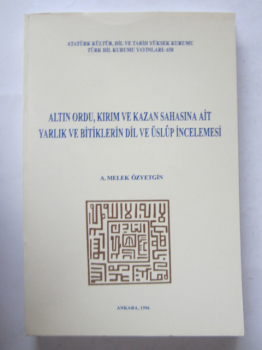 ATATÜRK KÜLTÜR, DİL VE TARİH YÜKSEK KURUMU
TÜRK DİL KURUMU YAYINLARI:
ALTIN ORDU, KIRIM VE KAZAN SAHASINA AİT
YARLIK VE BİTİKLERİN DİL VE ÜSLÛP İNCELEMESİ
A. MELEK ÖZYETGİN
ANKARA, 1996